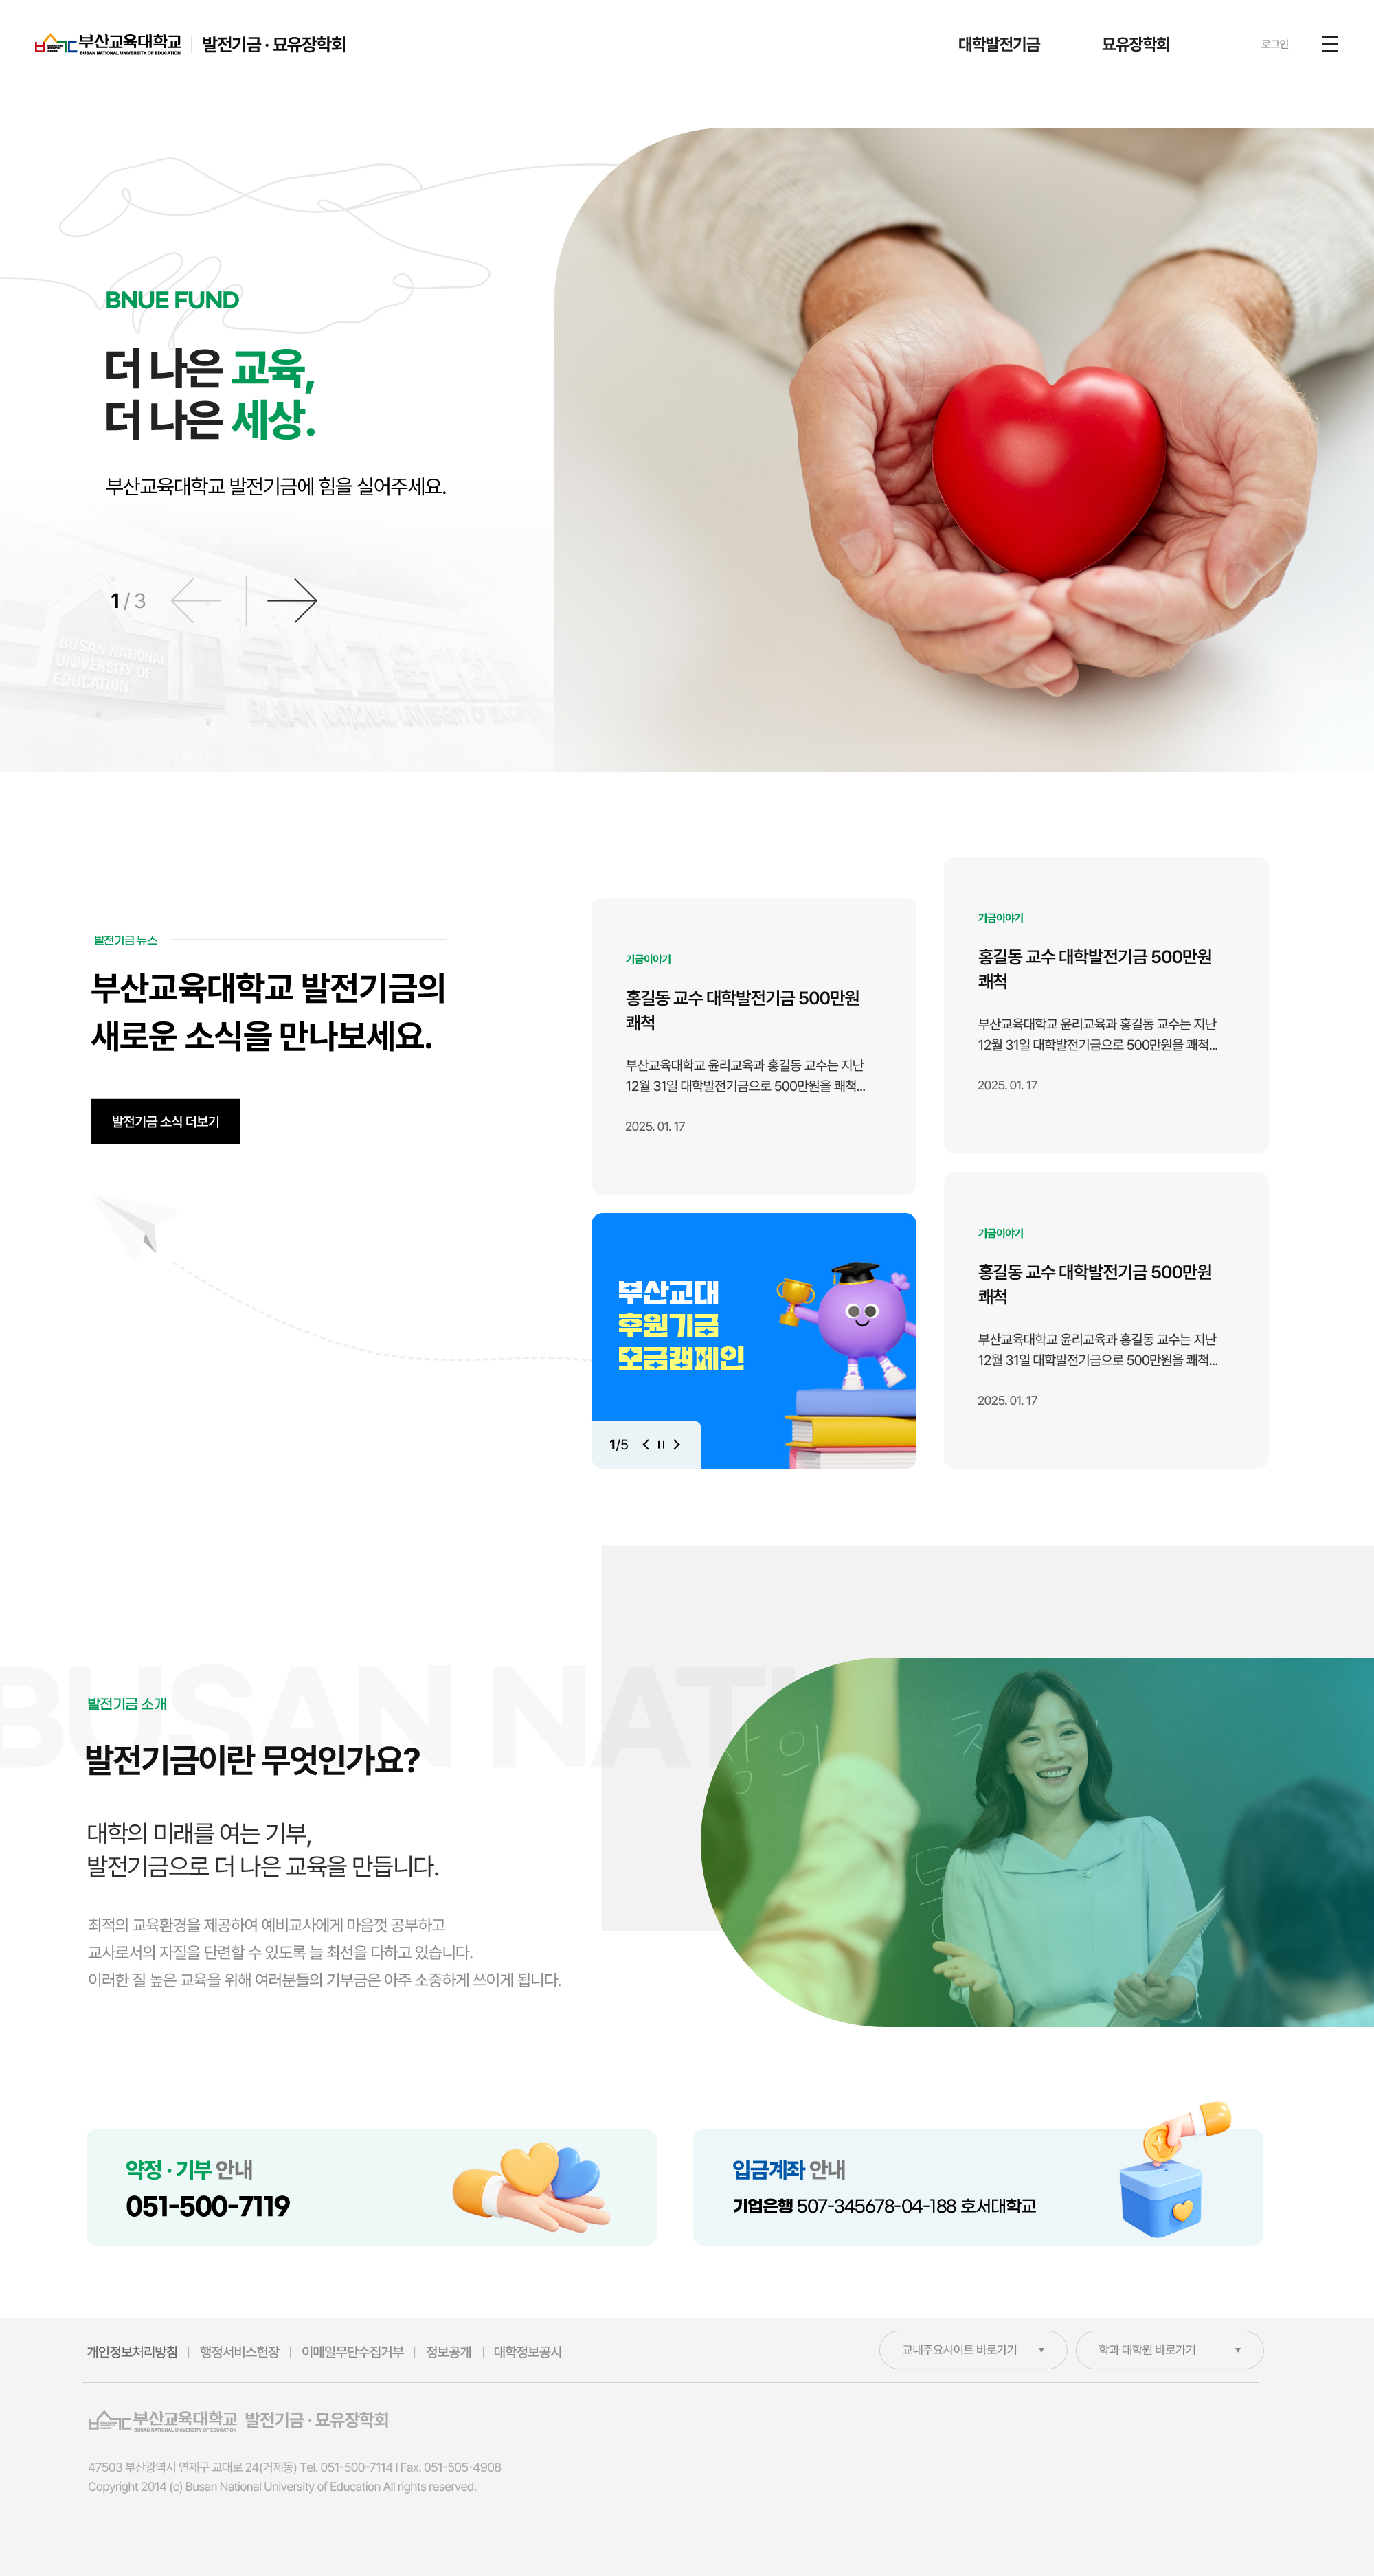 부산교육대학교
BUSAN NATIONAL UNIVERSITY OF EDUCATION
발전기금 · 묘유장학회
대학발전기금
묘유장학회
로그인
BNUE FUND
더 나은 교육,
더 나은 세상.
부산교육대학교 발전기금에 힘을 실어주세요.
1 / 3
BUSAN NATIONAL
UNIVERSITY OF
EDUCATION
부산교육대학교
BUSAN NATIONAL UNIVERSITY OF EDUCATION
발전기금 뉴스
부산교육대학교 발전기금의
새로운 소식을 만나보세요.
발전기금 소식 더보기
기금이야기
홍길동 교수 대학발전기금 500만원
쾌척
부산교육대학교 윤리교육과 홍길동 교수는 지난
12월 31일 대학발전기금으로 500만원을 쾌척...
2025. 01. 17
부산교대
후원기금
모금캠페인
1/5
기금이야기
홍길동 교수 대학발전기금 500만원
쾌척
부산교육대학교 윤리교육과 홍길동 교수는 지난
12월 31일 대학발전기금으로 500만원을 쾌척...
2025. 01. 17
기금이야기
홍길동 교수 대학발전기금 500만원
쾌척
부산교육대학교 윤리교육과 홍길동 교수는 지난
12월 31일 대학발전기금으로 500만원을 쾌척...
2025. 01. 17
BUSAN NATI
발전기금 소개
발전기금이란 무엇인가요?
대학의 미래를 여는 기부,
발전기금으로 더 나은 교육을 만듭니다.
최적의 교육환경을 제공하여 예비교사에게 마음껏 공부하고
교사로서의 자질을 단련할 수 있도록 늘 최선을 다하고 있습니다.
이러한 질 높은 교육을 위해 여러분들의 기부금은 아주 소중하게 쓰이게 됩니다.
약정 · 기부 안내
051-500-7119
입금계좌 안내
기업은행 507-345678-04-188 호서대학교
개인정보처리방침
행정서비스헌장
이메일무단수집거부
정보공개
대학정보공시
교내주요사이트 바로가기
학과 대학원 바로가기
부산교육대학교
BUSAN NATIONAL UNIVERSITY OF EDUCATION
발전기금 · 묘유장학회
47503 부산광역시 연제구 교대로 24(거제동) Tel. 051-500-7114 l Fax. 051-505-4908
Copyright 2014 (c) Busan National University of Education All rights reserved.